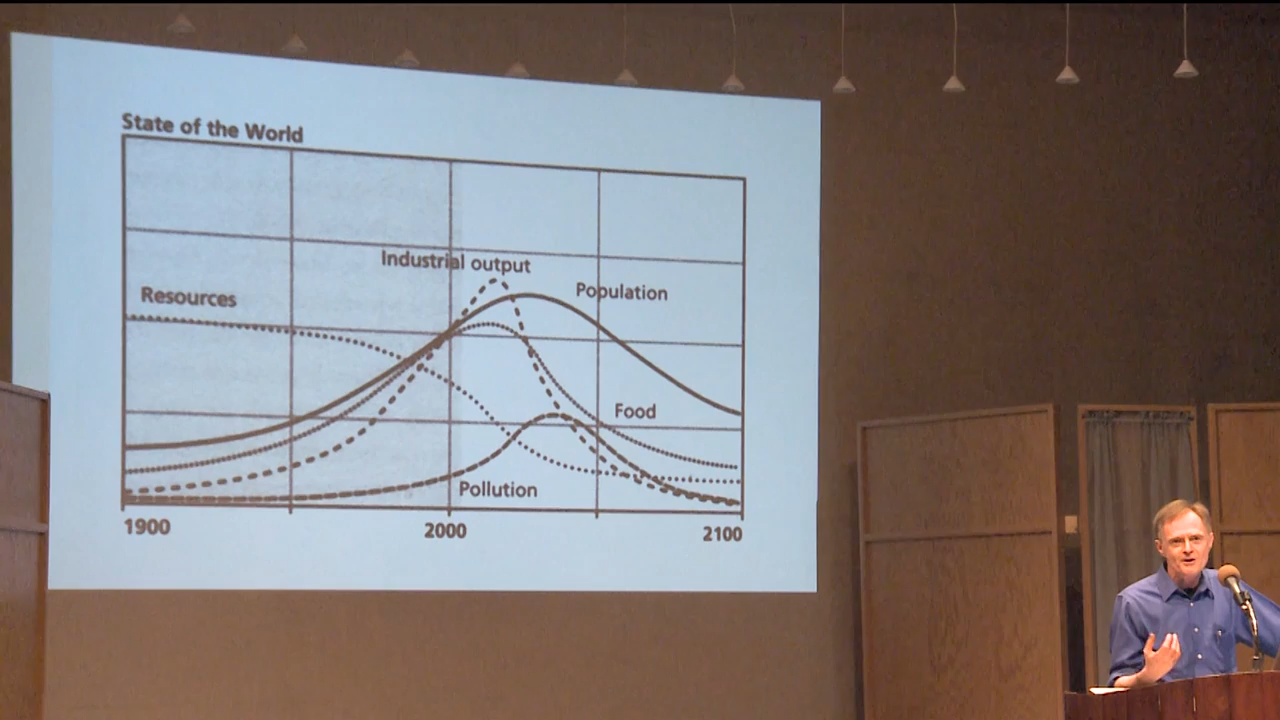 State of the World
Industrial output
Resources
Population
Food
Pollution
1900
2000
2100